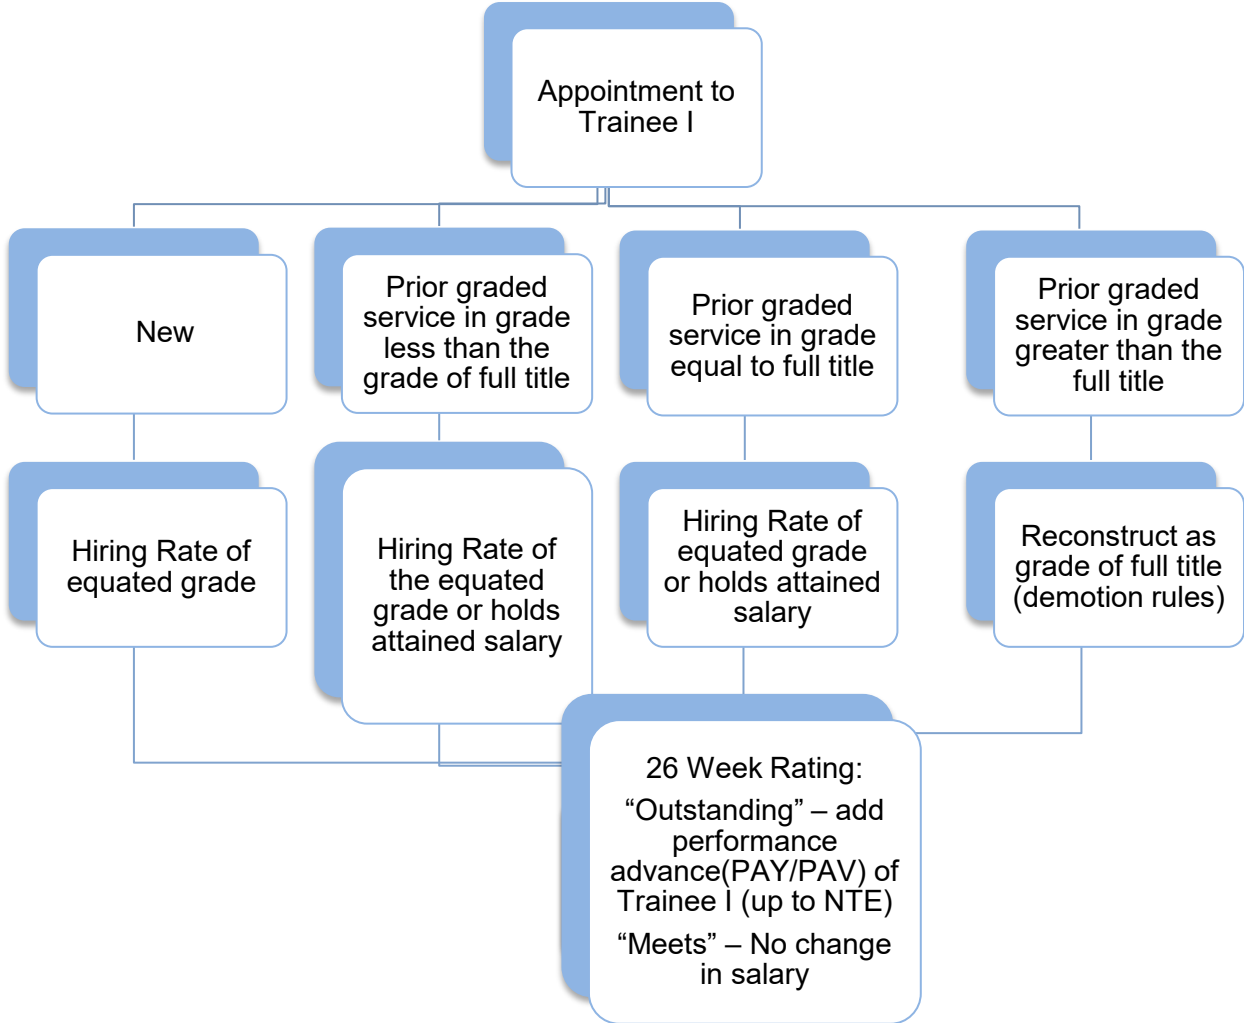 Appointment to
Trainee I
New
Prior graded
service in grade
less than the
grade of full title
Prior graded
service in grade
equal to full title
Prior graded
service in grade
greater than the
full title
Hiring Rate of
equated grade
Hiring Rate of
the equated
grade or holds
attained salary
Hiring Rate of
equated grade
or holds attained
salary
Reconstruct as
grade of full title
(demotion rules)
26 Week Rating:
“Outstanding” – add
performance
advance(PAY/PAV) of
Trainee I (up to NTE)
“Meets” – No change
in salary